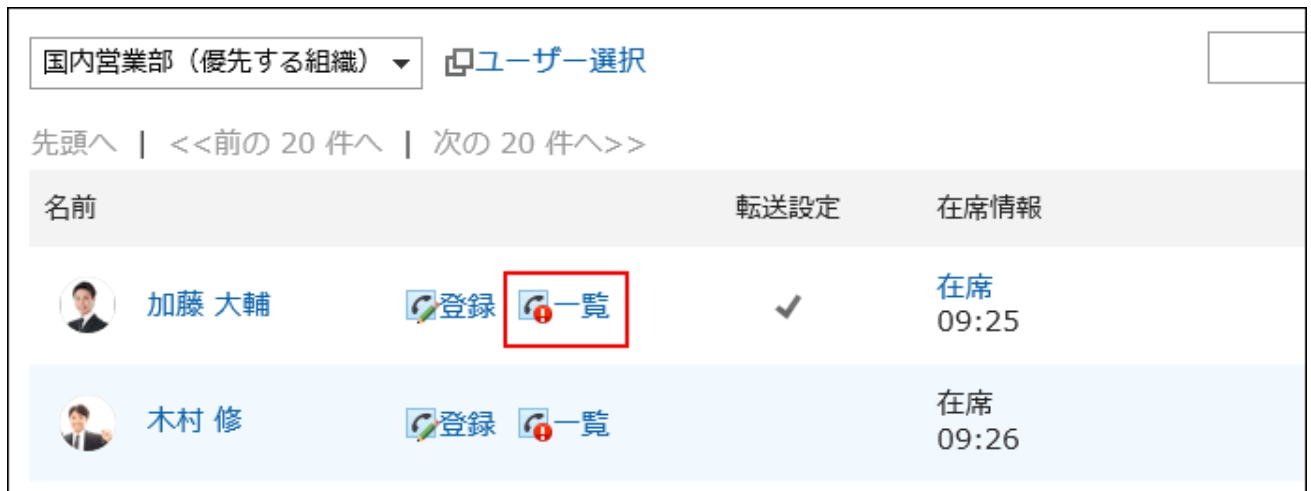 国内営業部（優先する組織） ユーザー選択
先頭へ | <<前の 20 件へ | 次の 20 件へ>>
名前 転送設定 在席情報
加藤 大輔 登録 一覧 在席
09:25
木村 修 登録 一覧 在席
09:26